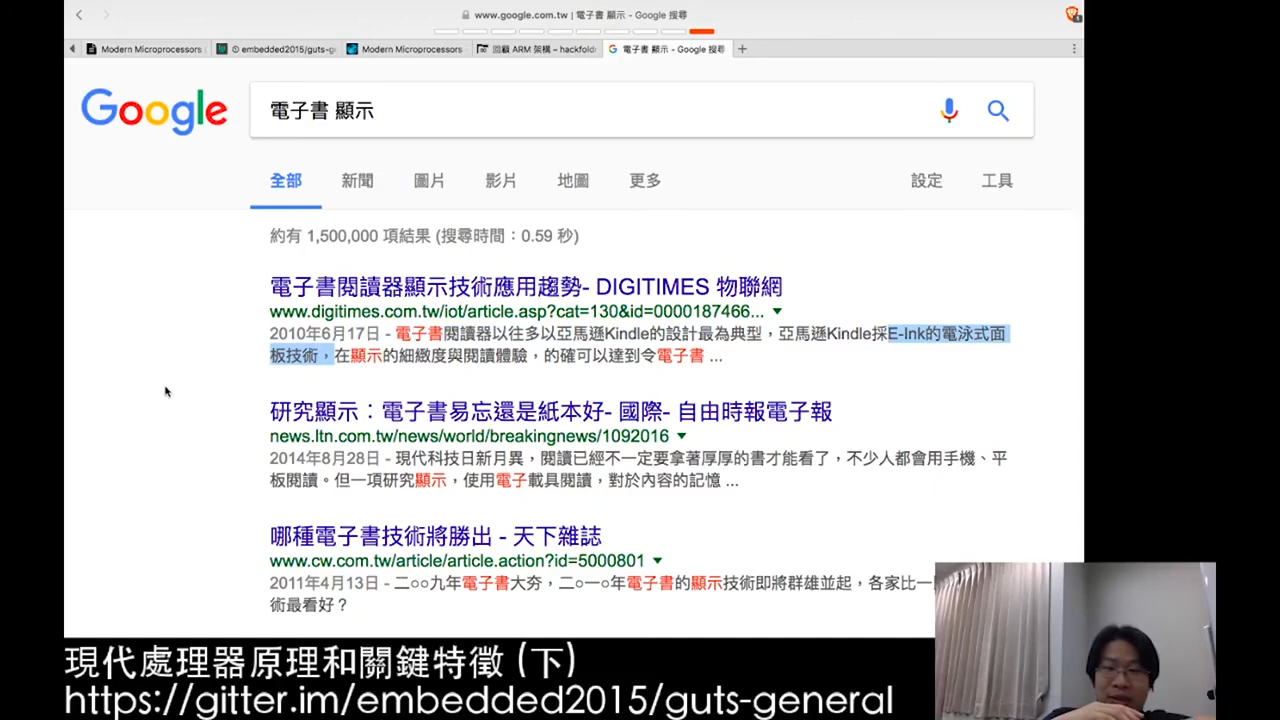 www.google.com.tw | 電子書 顯示 - Google 搜尋
Modern Microprocessors
embedded2015/guts-g
Modern Microprocessors
回顧 ARM 架構 – hackfold
電子書 顯示 - Google 搜尋
Google
電子書 顯示
全部 新聞 圖片 影片 地圖 更多 設定 工具
約有 1,500,000 項結果 (搜尋時間：0.59 秒)
電子書閱讀器顯示技術應用趨勢- DIGITIMES 物聯網
www.digitimes.com.tw/iot/article.asp?cat=130&id=0000187466...
2010年6月17日 - 電子書閱讀器以往多以亞馬遜Kindle的設計最為典型，亞馬遜Kindle採E-Ink的電泳式面
板技術，在顯示的細緻度與閱讀體驗，的確可以達到令電子書 ...
研究顯示：電子書易忘還是紙本好- 國際- 自由時報電子報
news.ltn.com.tw/news/world/breakingnews/1092016
2014年8月28日 - 現代科技日新月異，閱讀已經不一定要拿著厚厚的書才能看了，不少人都會用手機、平
板閱讀。但一項研究顯示，使用電子載具閱讀，對於內容的記憶 ...
哪種電子書技術將勝出 - 天下雜誌
www.cw.com.tw/article/article.action?id=5000801
2011年4月13日 - 二○○九年電子書大夯，二○一○年電子書的顯示技術即將群雄並起，各家比一
術最看好？
現代處理器原理和關鍵特徵 (下)
https://gitter.im/embedded2015/guts-general